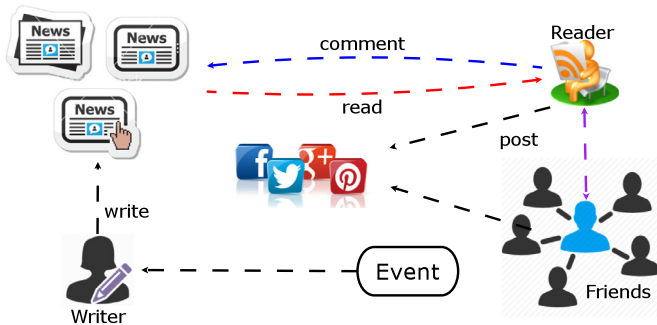 News
News
News
comment
read
Reader
post
f
g+
write
Event
Writer
Friends